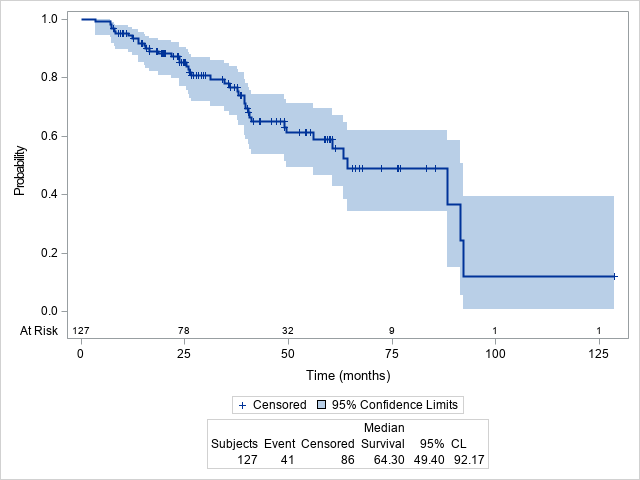 1.0
0.8
0.6
0.4
0.2
0.0
Probability
At Risk 127 78 32 9 1 1
0 25 50 75 100 125
Time (months)
+ Censored 95% Confidence Limits
Median
Subjects Event Censored Survival 95% CL
127 41 86 64.30 49.40 92.17